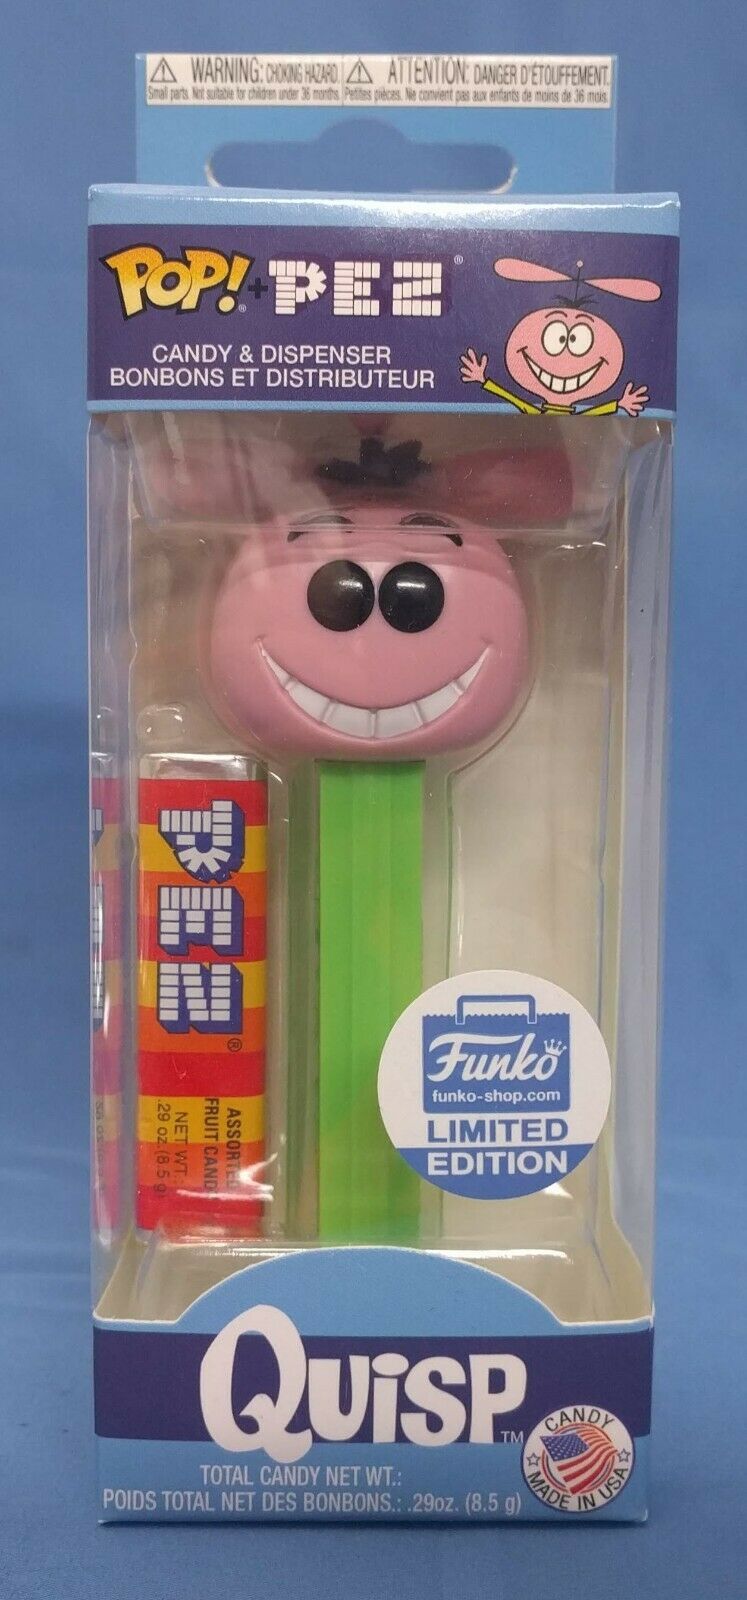 WARNING: CHOKING HAZARD.
Small parts. Not suitable for children under 36 months.
ATTENTION: DANGER D'ÉTOUFFEMENT.
Petites pièces. Ne convient pas aux enfants de moins de 36 mois.
POP!® + PEZ®
CANDY & DISPENSER
BONBONS ET DISTRIBUTEUR
PEZ®
ASSORTED
FRUIT CAND
NET WT.
.29 oz. (8.5 g)
Funko
funko-shop.com
LIMITED
EDITION
QUISP™
CANDY
MADE IN USA
TOTAL CANDY NET WT.:
POIDS TOTAL NET DES BONBONS.: .29oz. (8.5 g)